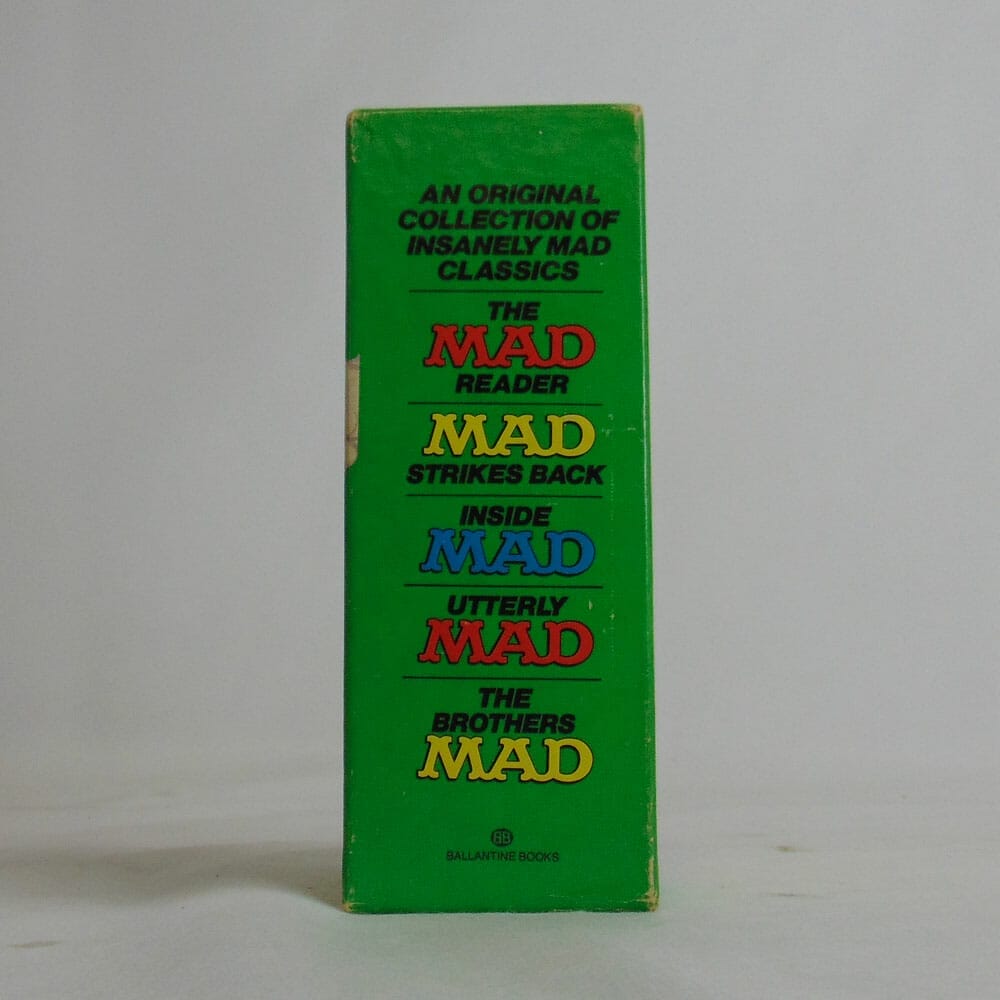 AN ORIGINAL
COLLECTION OF
INSANELY MAD
CLASSICS
THE
MAD
READER
MAD
STRIKES BACK
INSIDE
MAD
UTTERLY
MAD
THE
BROTHERS
MAD
BB
BALLANTINE BOOKS